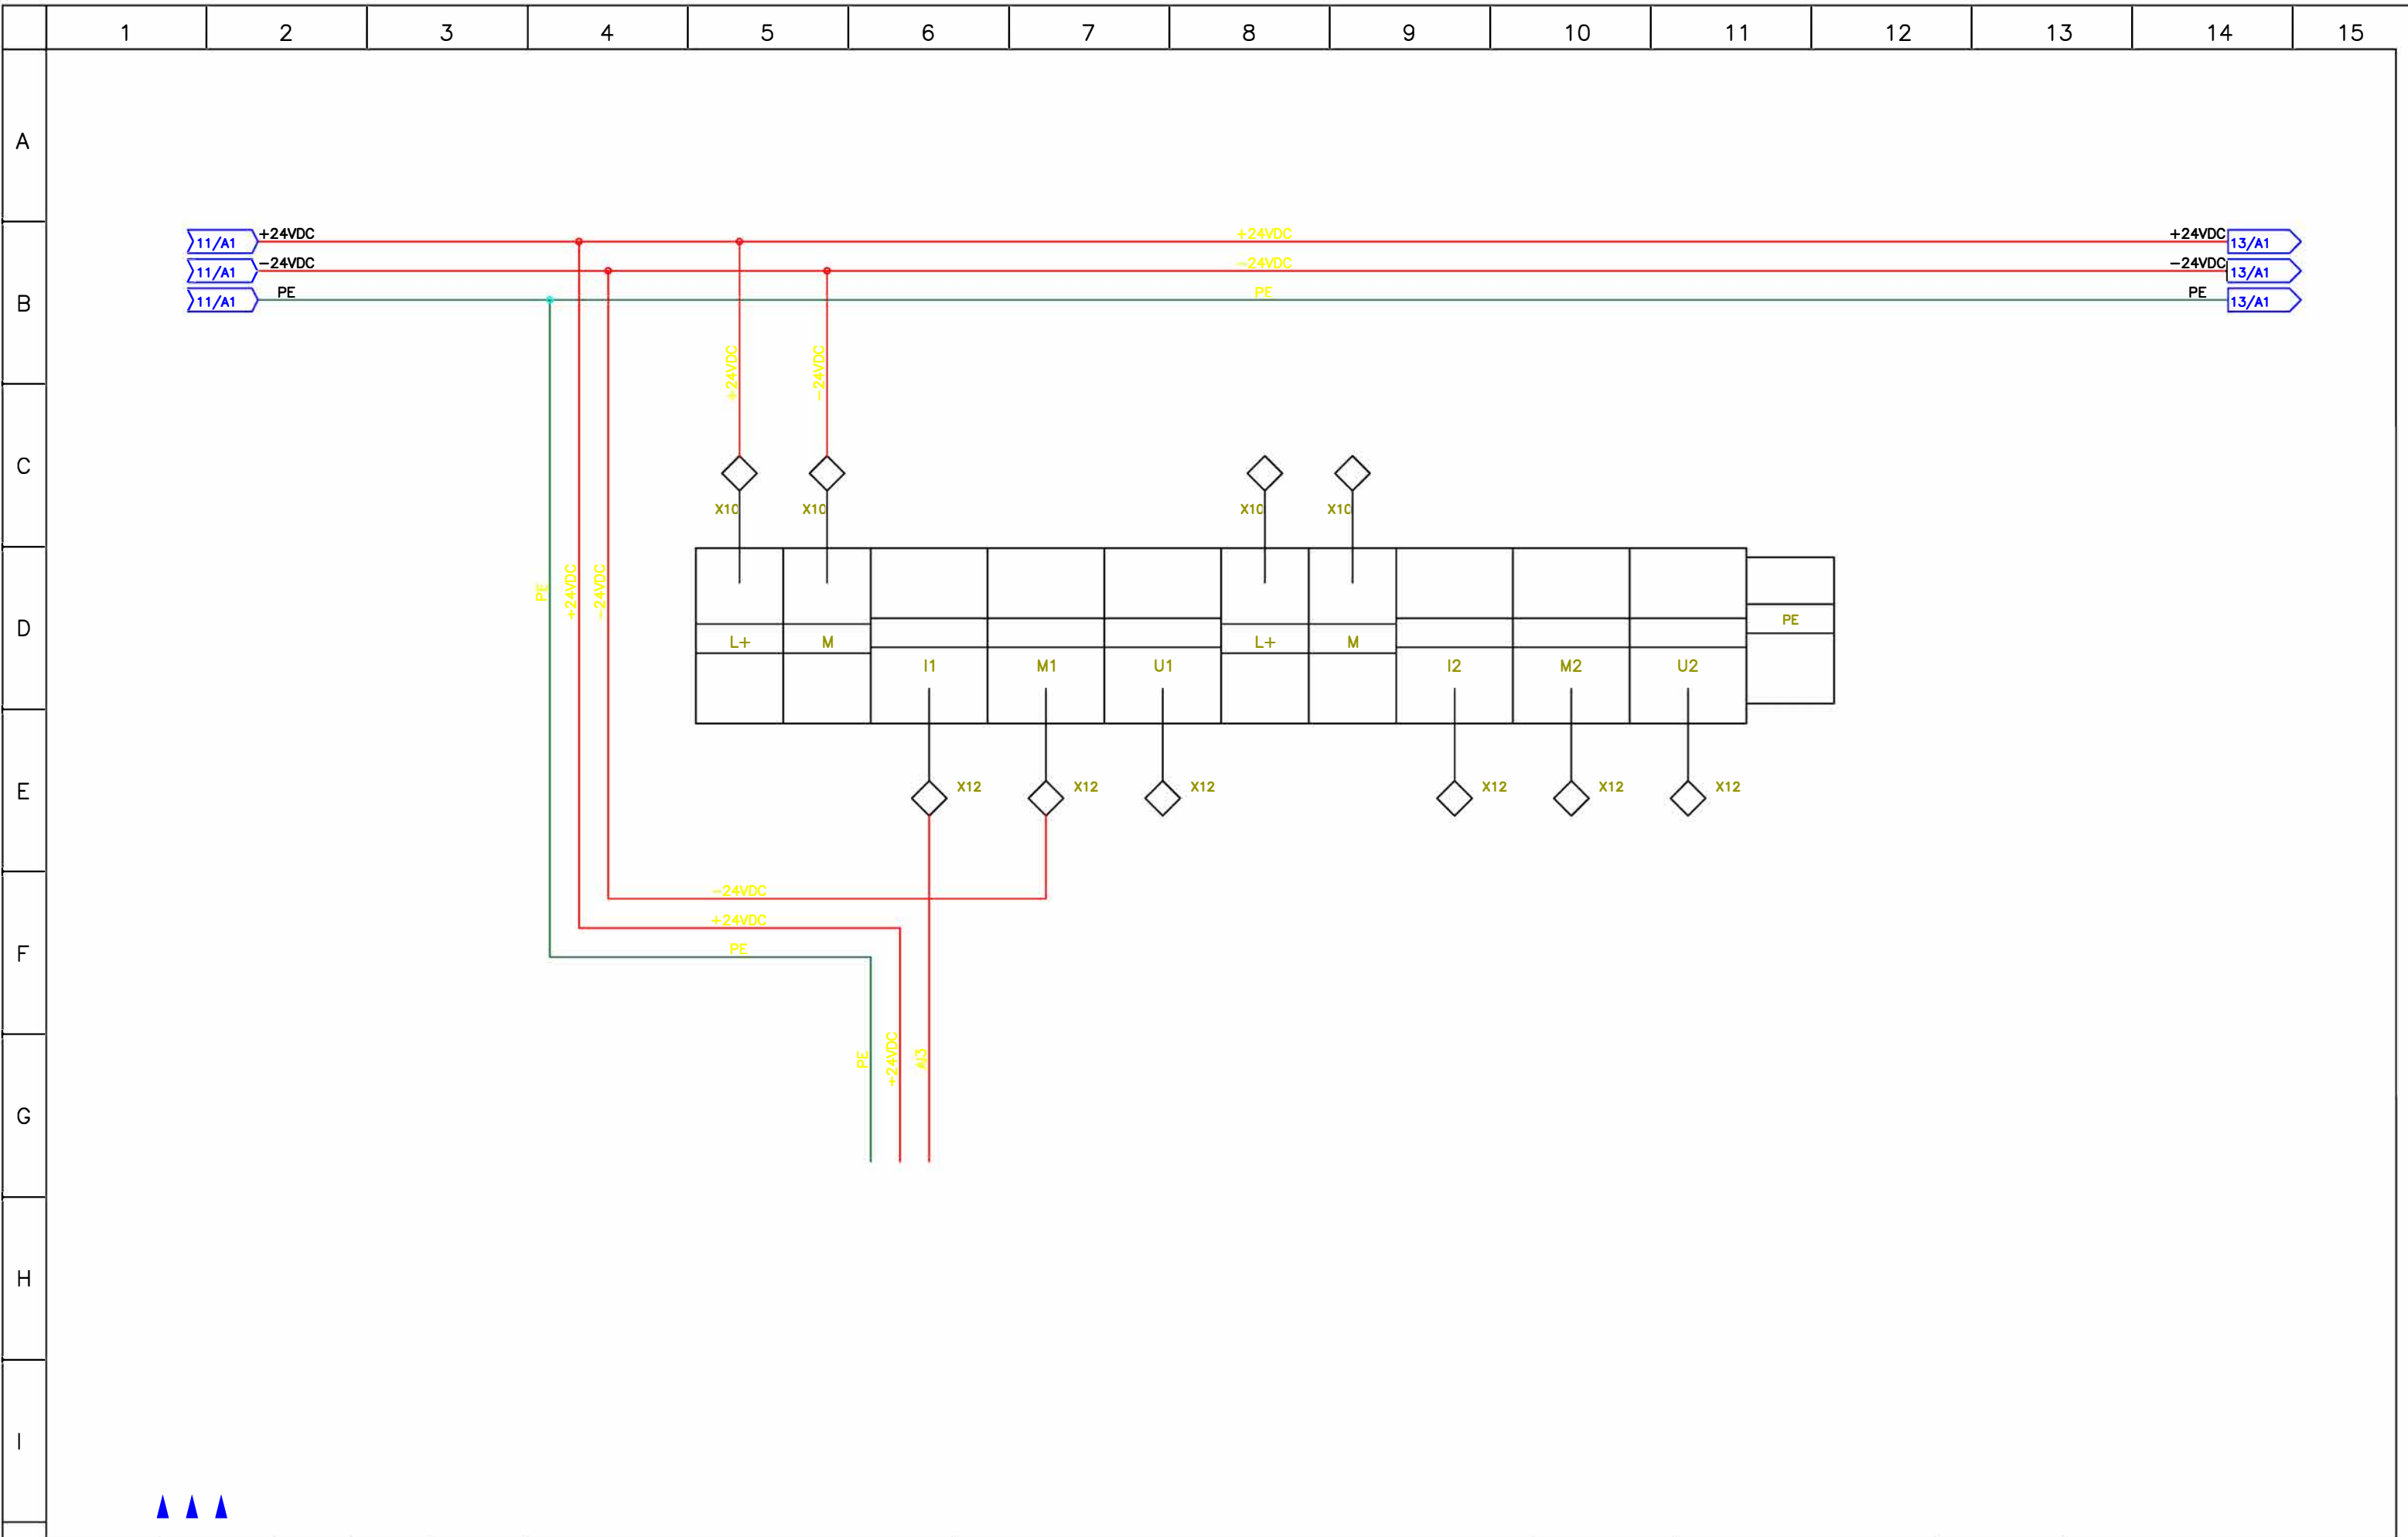 1 2 3 4 5 6 7 8 9 10 11 12 13 14 15
A
11/A1 +24VDC +24VDC +24VDC 13/A1
11/A1 -24VDC -24VDC -24VDC 13/A1
B
11/A1 PE PE PE 13/A1
+24VDC -24VDC
C
X10 X10 X10 X10
PE +24VDC -24VDC
D
L+ M L+ M PE
I1 M1 U1 I2 M2 U2
E
X12 X12 X12 X12 X12 X12
-24VDC
+24VDC
PE
F
PE +24VDC AI3
G
H
I